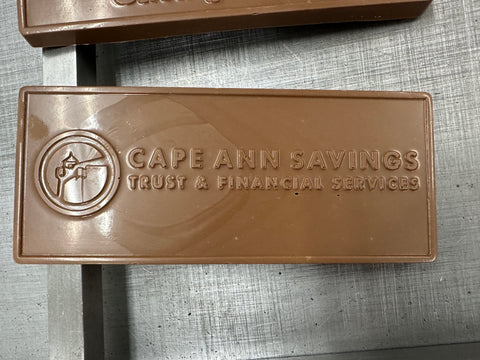 CAPE ANN SAVINGS
TRUST & FINANCIAL SERVICES